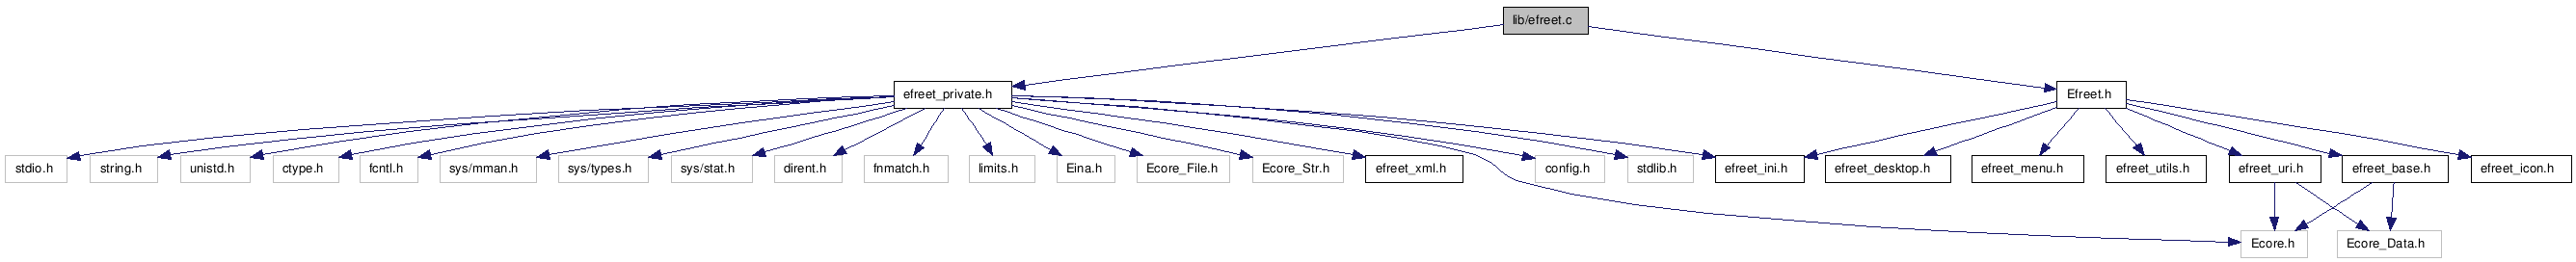 lib/efreet.c
efreet_private.h
Efreet.h
stdio.h
string.h
unistd.h
ctype.h
fcntl.h
sys/mman.h
sys/types.h
sys/stat.h
dirent.h
fnmatch.h
limits.h
Eina.h
Ecore_File.h
Ecore_Str.h
efreet_xml.h
config.h
stdlib.h
efreet_ini.h
efreet_desktop.h
efreet_menu.h
efreet_utils.h
efreet_uri.h
efreet_base.h
efreet_icon.h
Ecore.h
Ecore_Data.h